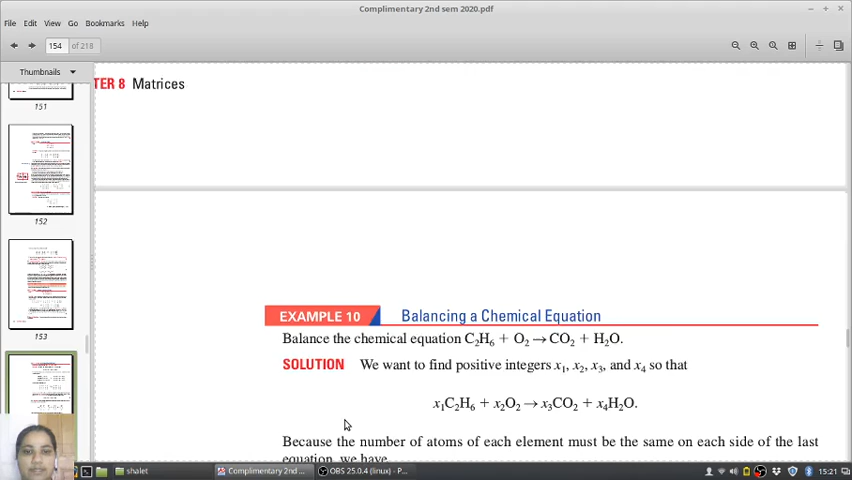 Complimentary 2nd sem 2020.pdf
File Edit View Go Bookmarks Help
154 of 218
Thumbnails
151
152
153
TER 8 Matrices
EXAMPLE 10 Balancing a Chemical Equation
Balance the chemical equation C₂H₆ + O₂ → CO₂ + H₂O.
SOLUTION We want to find positive integers x₁, x₂, x₃, and x₄ so that
x₁C₂H₆ + x₂O₂ → x₃CO₂ + x₄H₂O.
Because the number of atoms of each element must be the same on each side of the last
equation, we have
shalet Complimentary 2nd ... OBS 25.0.4 (linux) - P... 15:21